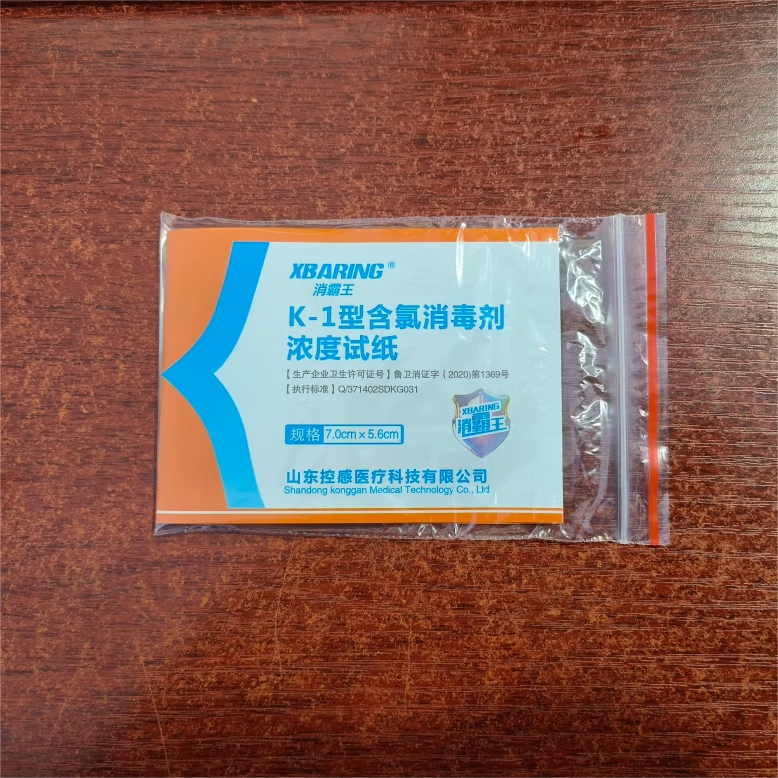 XBARING®
消霸王
K-1型含氯消毒剂
浓度试纸
【生产企业卫生许可证号】鲁卫消证字（2020)第1369号
【执行标准】Q/371402SDKG031
规格 7.0cm×5.6cm
XBARING
消霸王
山东控感医疗科技有限公司
Shandong konggan Medical Technology Co., Ltd